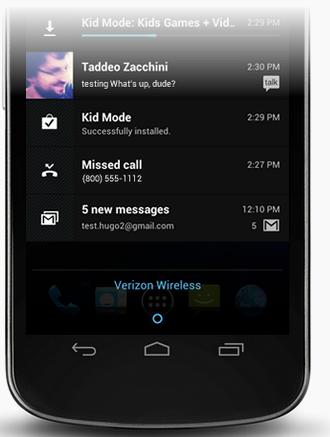 Kid Mode: Kids Games + Vid.. 2:29 PM
Taddeo Zacchini 2:30 PM
testing What's up, dude? talk
Kid Mode 2:29 PM
Successfully installed.
Missed call 2:27 PM
(800) 555-1112
5 new messages 12:10 PM
test.hugo2@gmail.com 5
Verizon Wireless